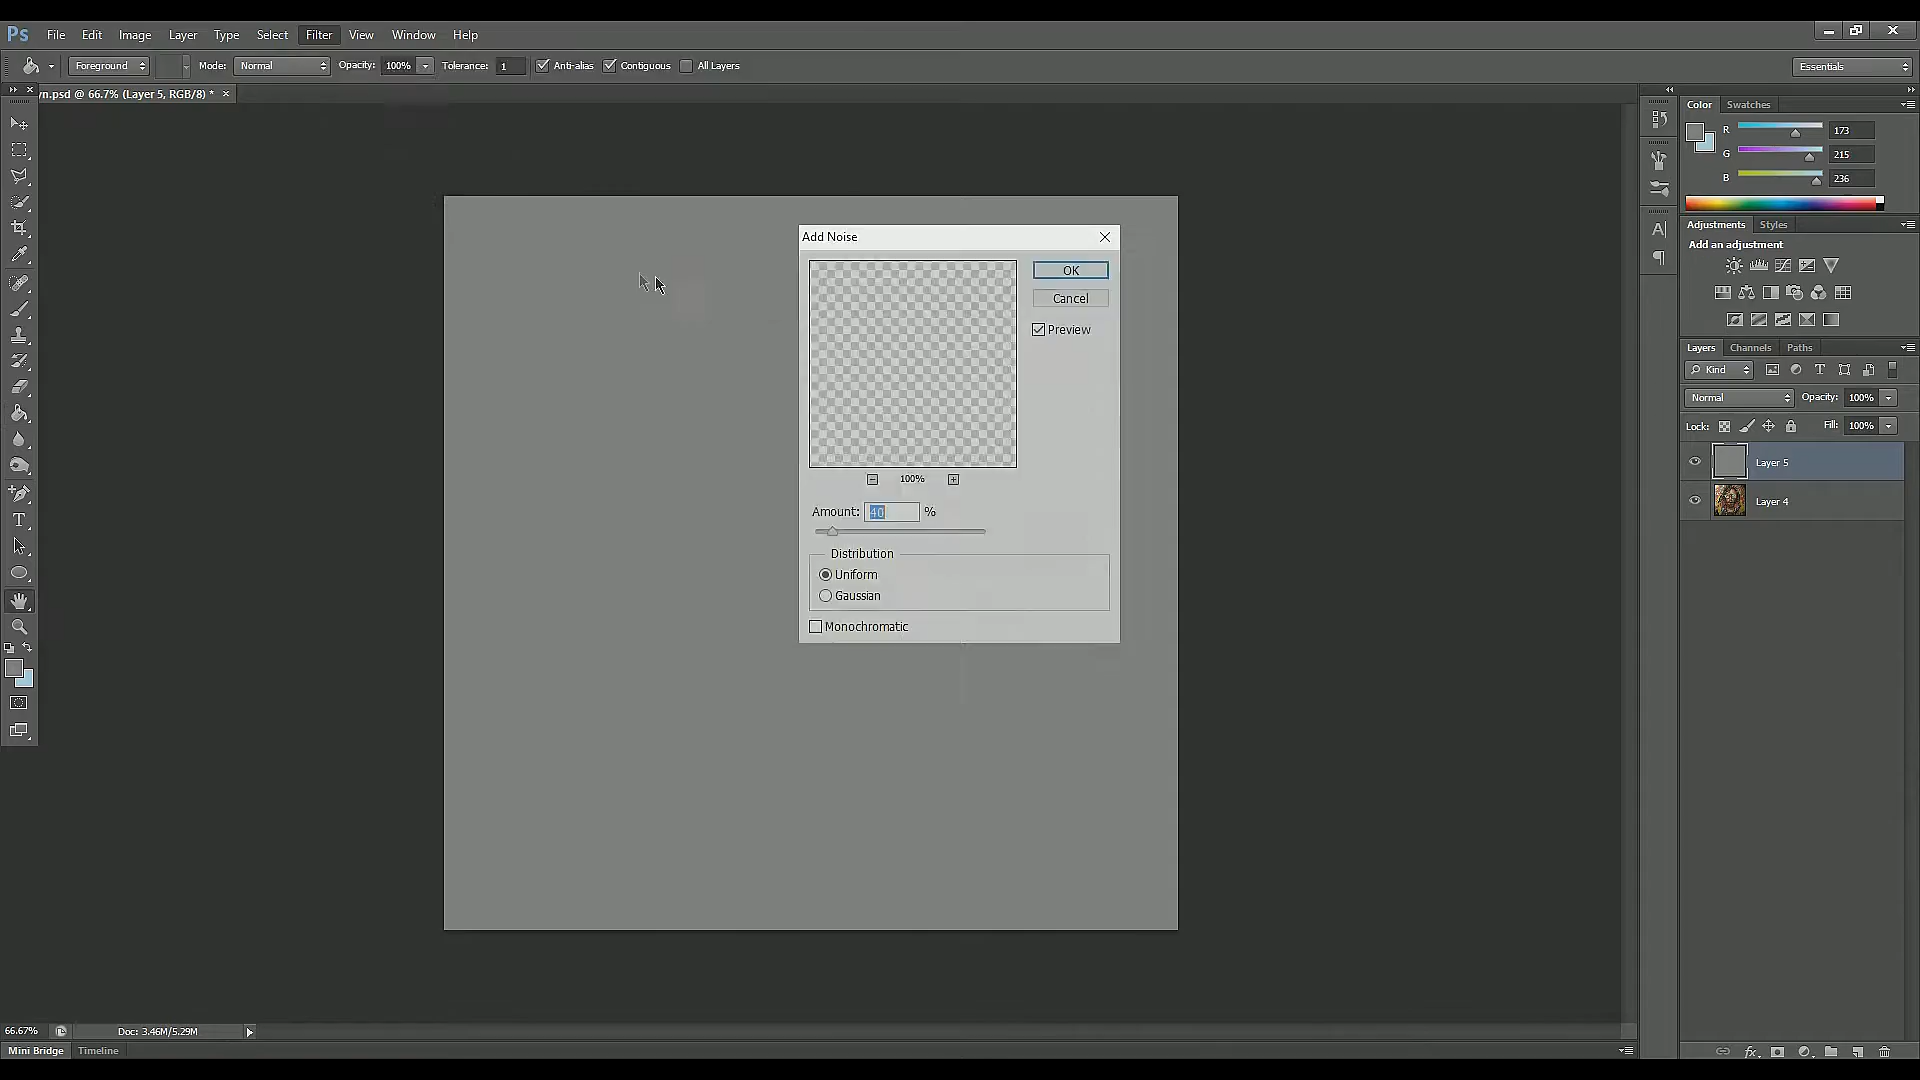 Ps File Edit Image Layer Type Select Filter View Window Help
Foreground Mode: Normal Opacity: 100% Tolerance: 1 Anti-alias Contiguous All Layers Essentials
yn.psd @ 66.7% (Layer 5, RGB/8) * ×
Color Swatches
R 173
G 215
B 236
Adjustments Styles
Add an adjustment
Layers Channels Paths
Kind
Normal Opacity: 100%
Lock: Fill: 100%
Layer 5
Layer 4
Add Noise
OK
Cancel
Preview
100%
Amount: 40 %
Distribution
Uniform
Gaussian
Monochromatic
66.67% Doc: 3.46M/5.29M
Mini Bridge Timeline